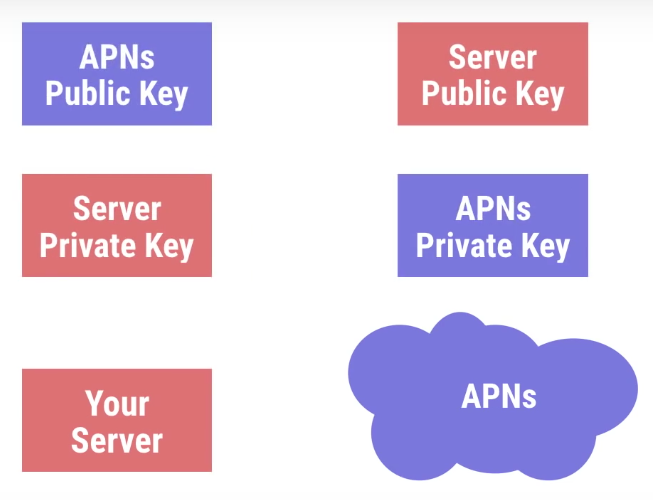 APNs
Public Key
Server
Public Key
Server
Private Key
APNs
Private Key
Your
Server
APNs